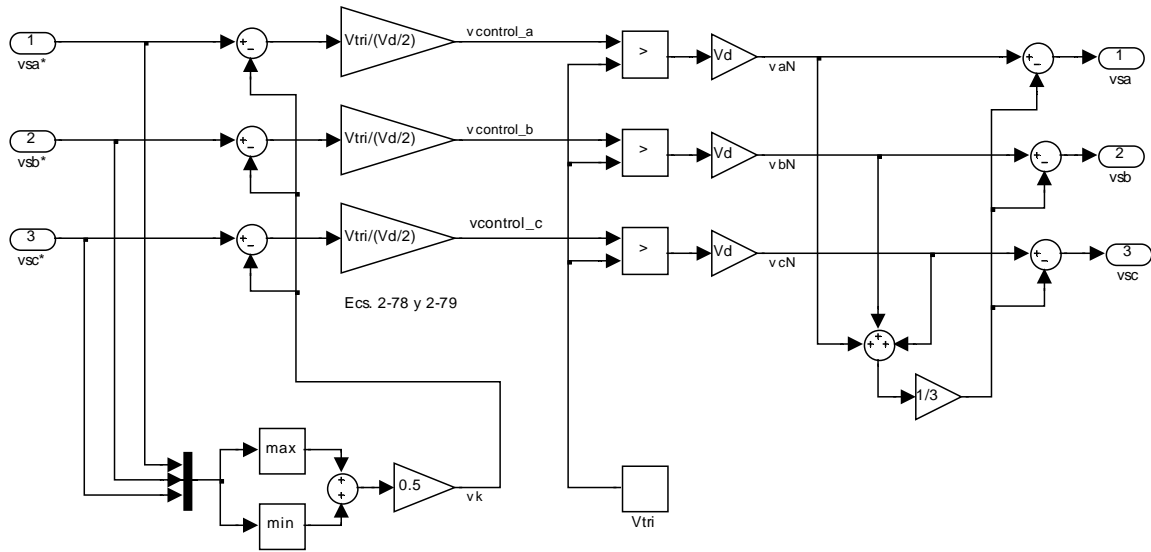 1
vsa*
+
-
Vtri/(Vd/2)
vcontrol_a
>
Vd
vaN
+
-
1
vsa
2
vsb*
+
-
Vtri/(Vd/2)
vcontrol_b
>
Vd
vbN
+
-
2
vsb
3
vsc*
+
-
Vtri/(Vd/2)
vcontrol_c
>
Vd
vcN
+
-
3
vsc
Ecs. 2-78 y 2-79
+
+ +
1/3
max
min
+
+
0.5
vk
Vtri